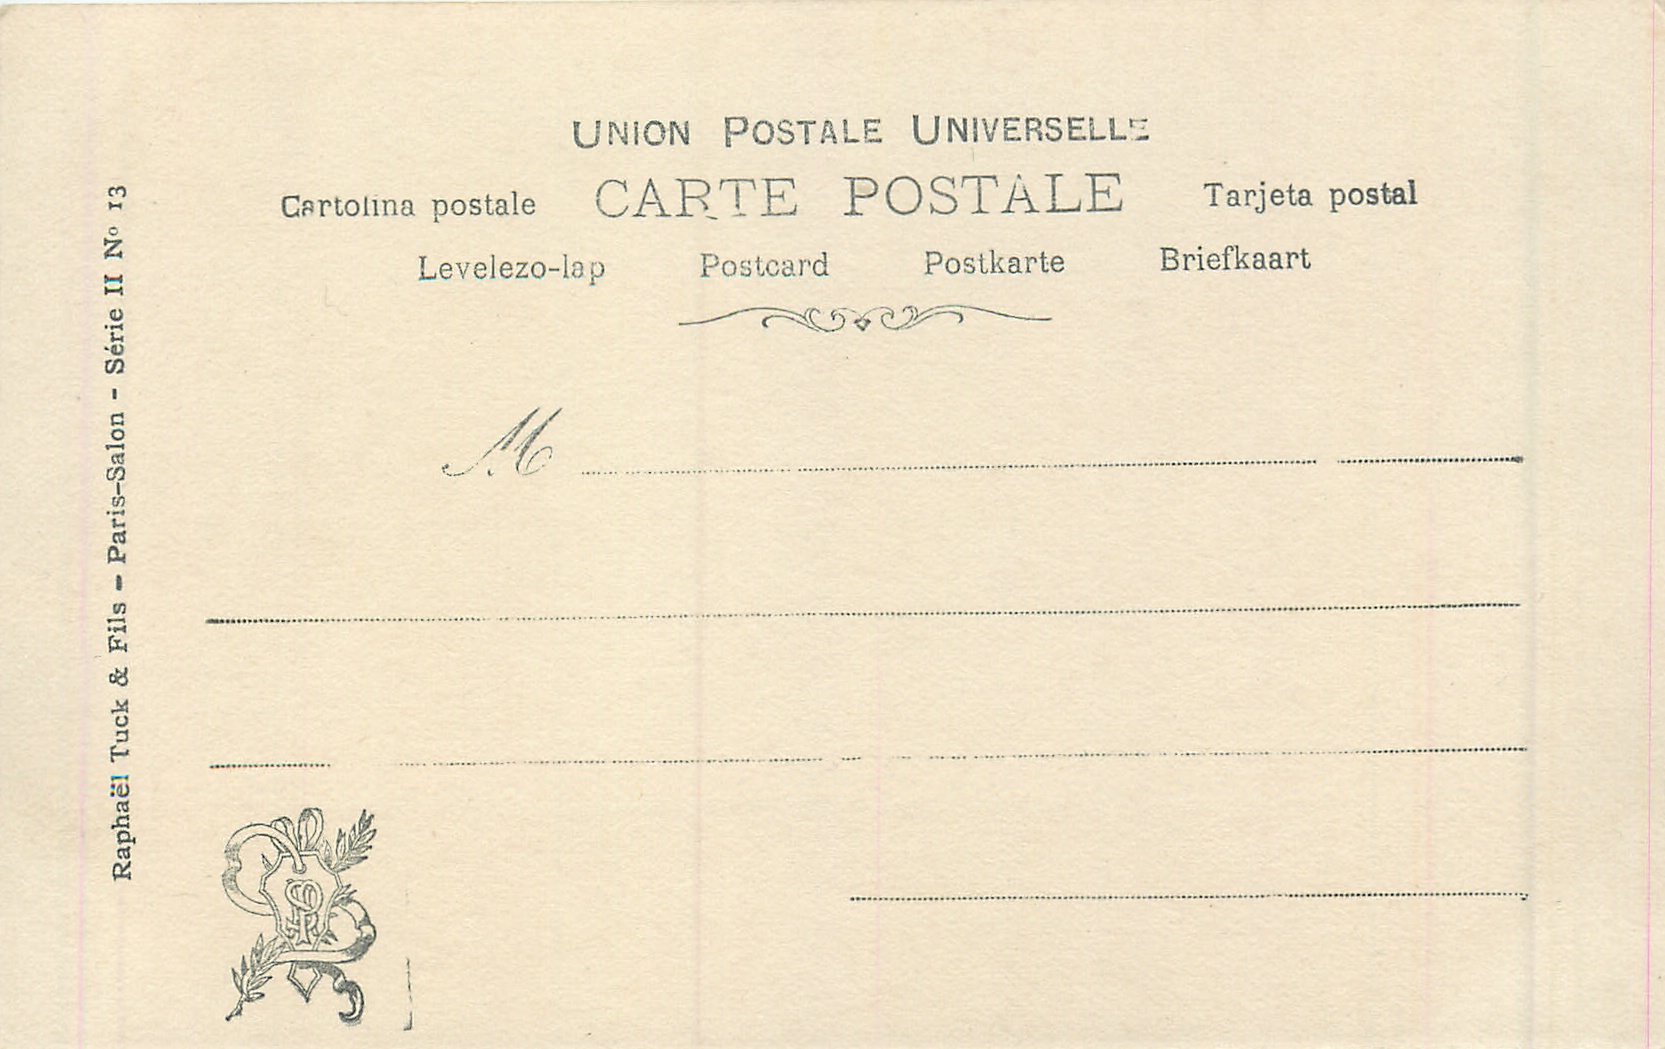 UNION POSTALE UNIVERSELLE
Cartolina postale CARTE POSTALE Tarjeta postal
Levelezo-lap Postcard Postkarte Briefkaart
M
Raphaël Tuck & Fils - Paris-Salon - Série II Nº 13